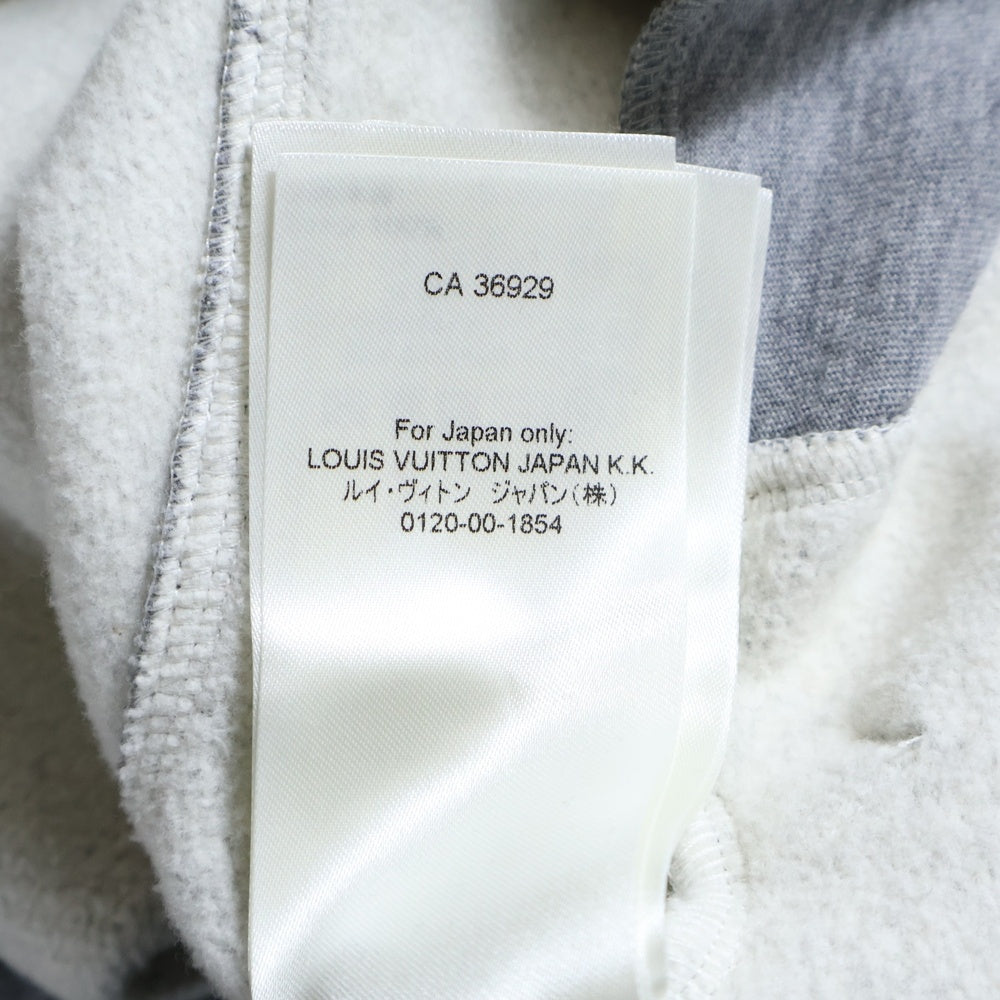 CA 36929
For Japan only:
LOUIS VUITTON JAPAN K.K.
ルイ・ヴィトン ジャパン(株)
0120-00-1854